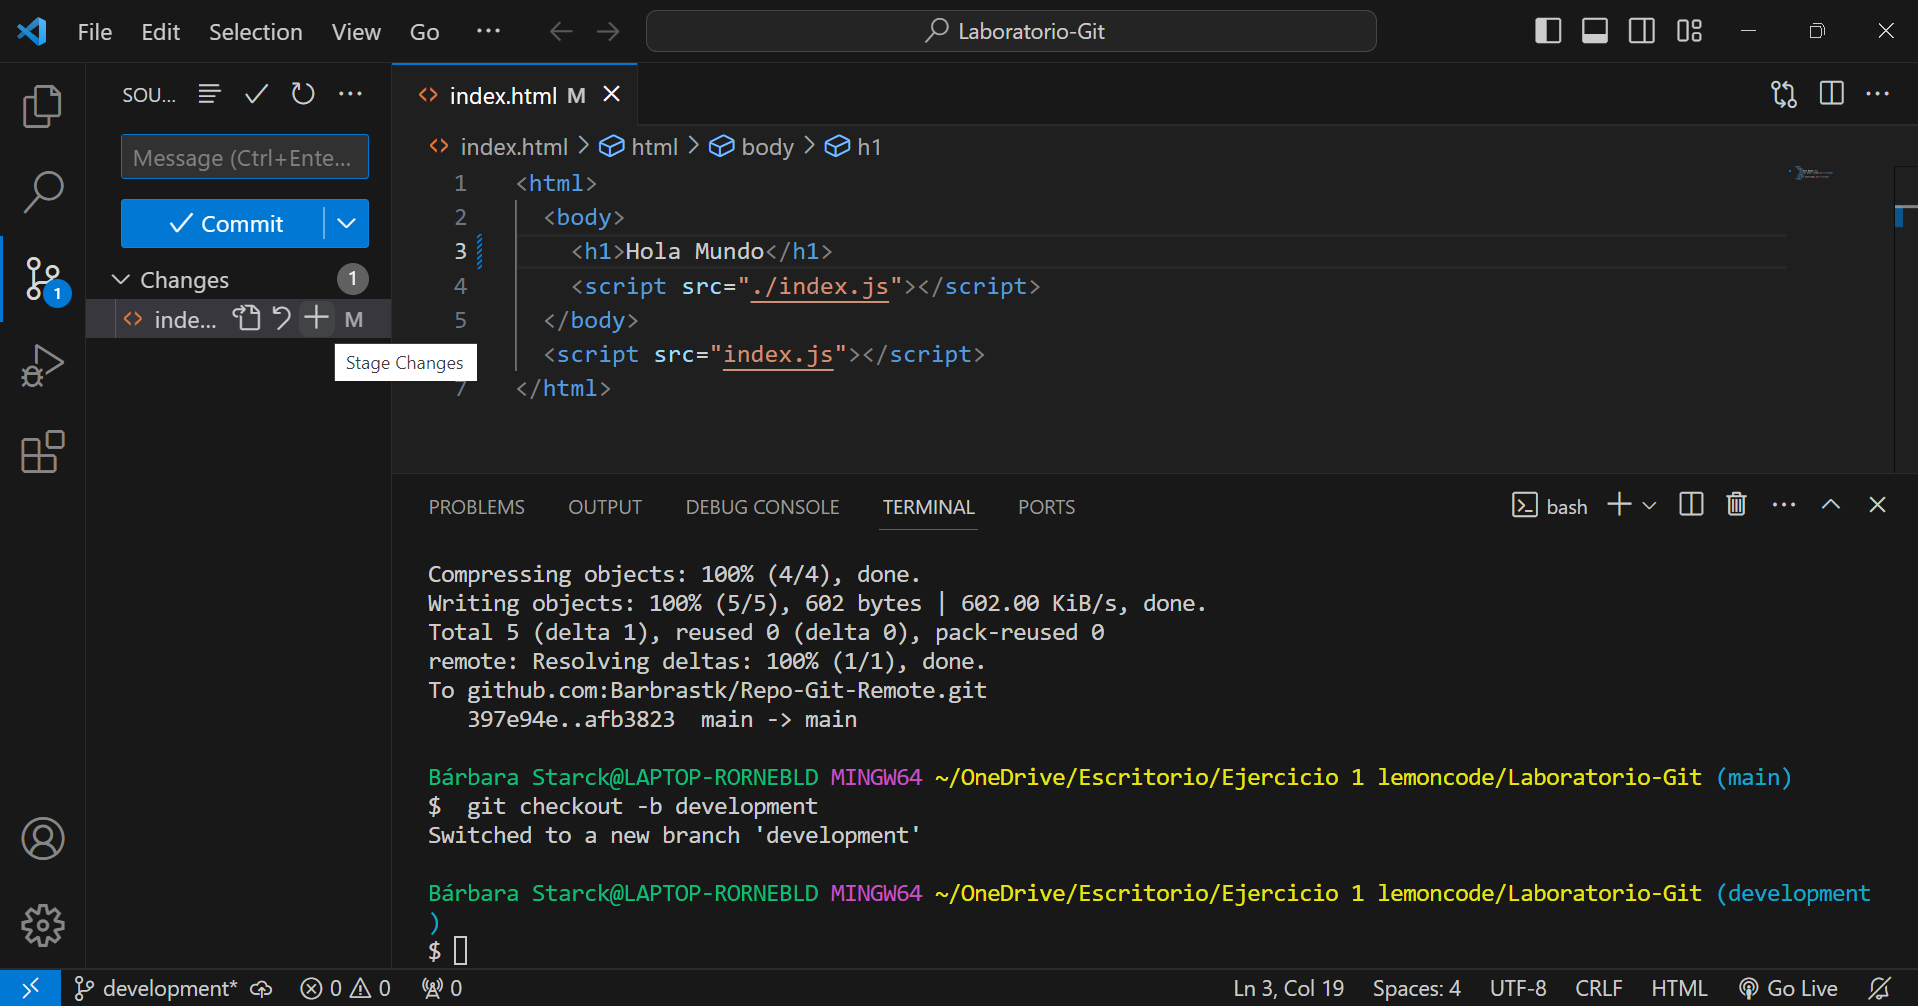 File Edit Selection View Go ··· Laboratorio-Git
SOU...
Message (Ctrl+Ente...
Commit
Changes 1
inde... M
Stage Changes
1
index.html M
index.html > html > body > h1
1 <html>
2 <body>
3 <h1>Hola Mundo</h1>
4 <script src="./index.js"></script>
5 </body>
<script src="index.js"></script>
7 </html>
PROBLEMS OUTPUT DEBUG CONSOLE TERMINAL PORTS bash
Compressing objects: 100% (4/4), done.
Writing objects: 100% (5/5), 602 bytes | 602.00 KiB/s, done.
Total 5 (delta 1), reused 0 (delta 0), pack-reused 0
remote: Resolving deltas: 100% (1/1), done.
To github.com:Barbrastk/Repo-Git-Remote.git
397e94e..afb3823 main -> main
Bárbara Starck@LAPTOP-RORNEBLD MINGW64 ~/OneDrive/Escritorio/Ejercicio 1 lemoncode/Laboratorio-Git (main)
$ git checkout -b development
Switched to a new branch 'development'
Bárbara Starck@LAPTOP-RORNEBLD MINGW64 ~/OneDrive/Escritorio/Ejercicio 1 lemoncode/Laboratorio-Git (development
)
$
development* 0 0 0 Ln 3, Col 19 Spaces: 4 UTF-8 CRLF HTML Go Live